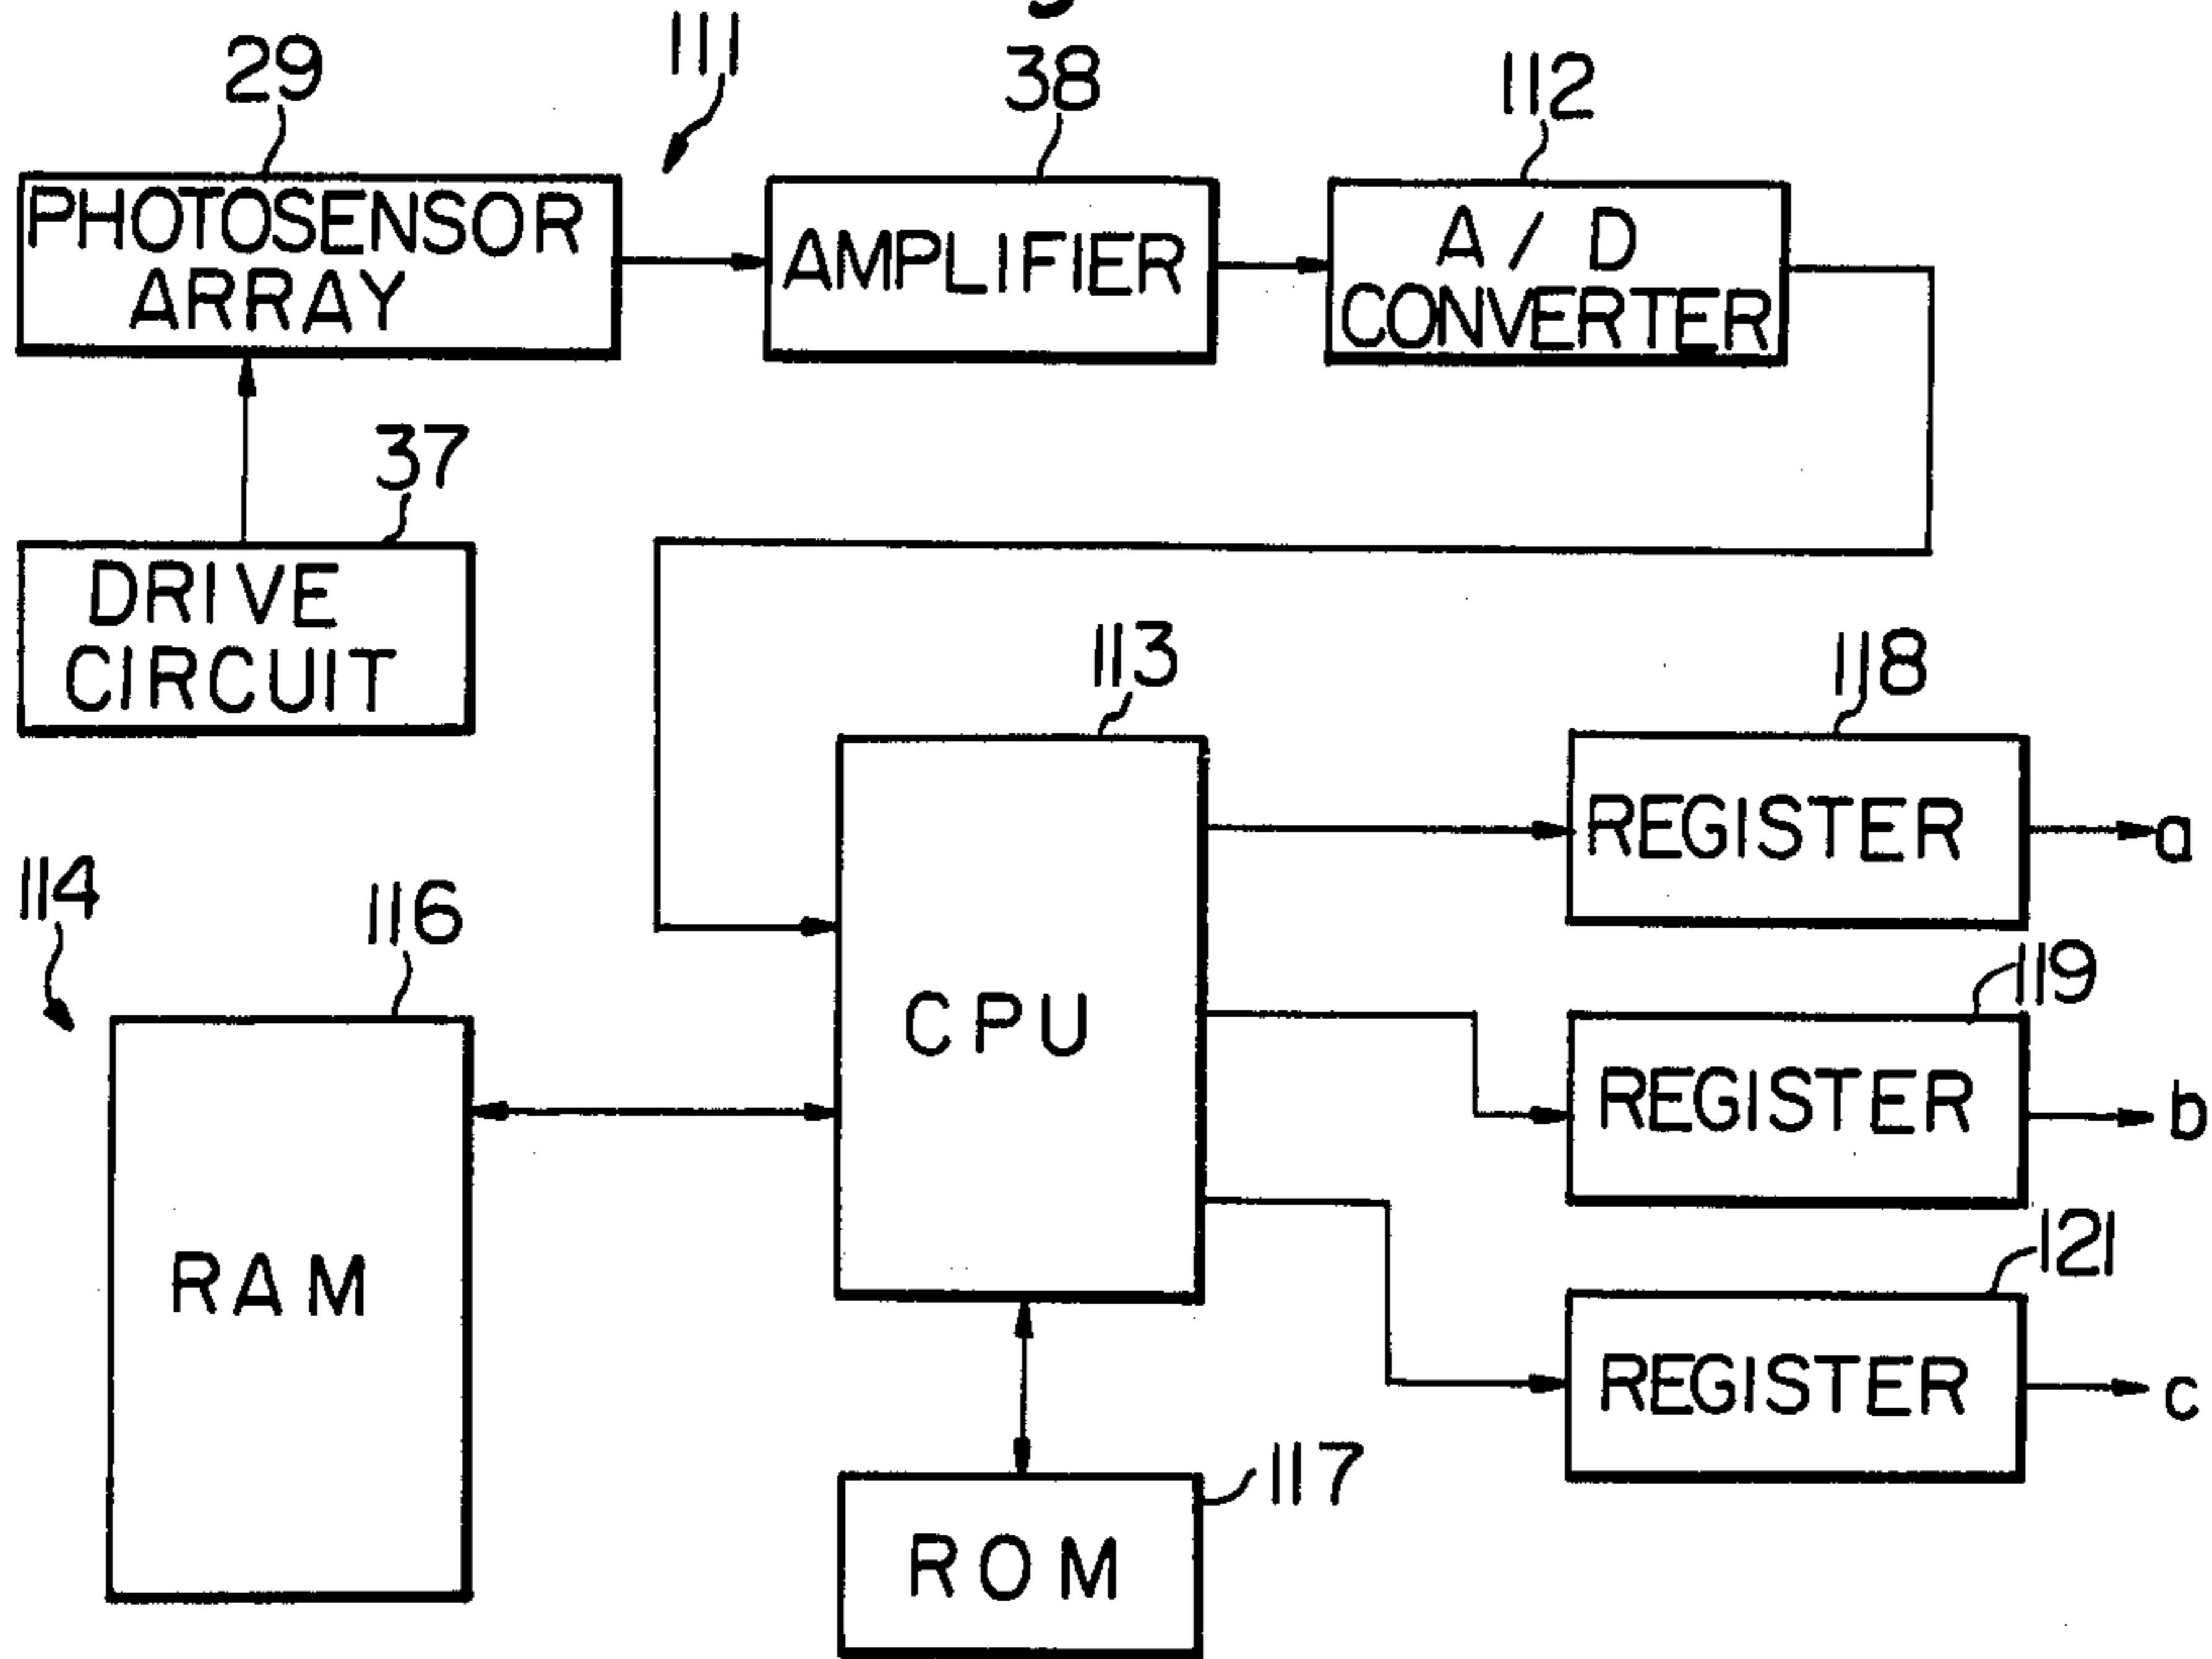 111
29
38
112
PHOTOSENSOR
ARRAY
AMPLIFIER
A / D
CONVERTER
37
DRIVE
CIRCUIT
113
118
CPU
REGISTER
a
114
116
119
RAM
REGISTER
b
121
REGISTER
c
117
ROM